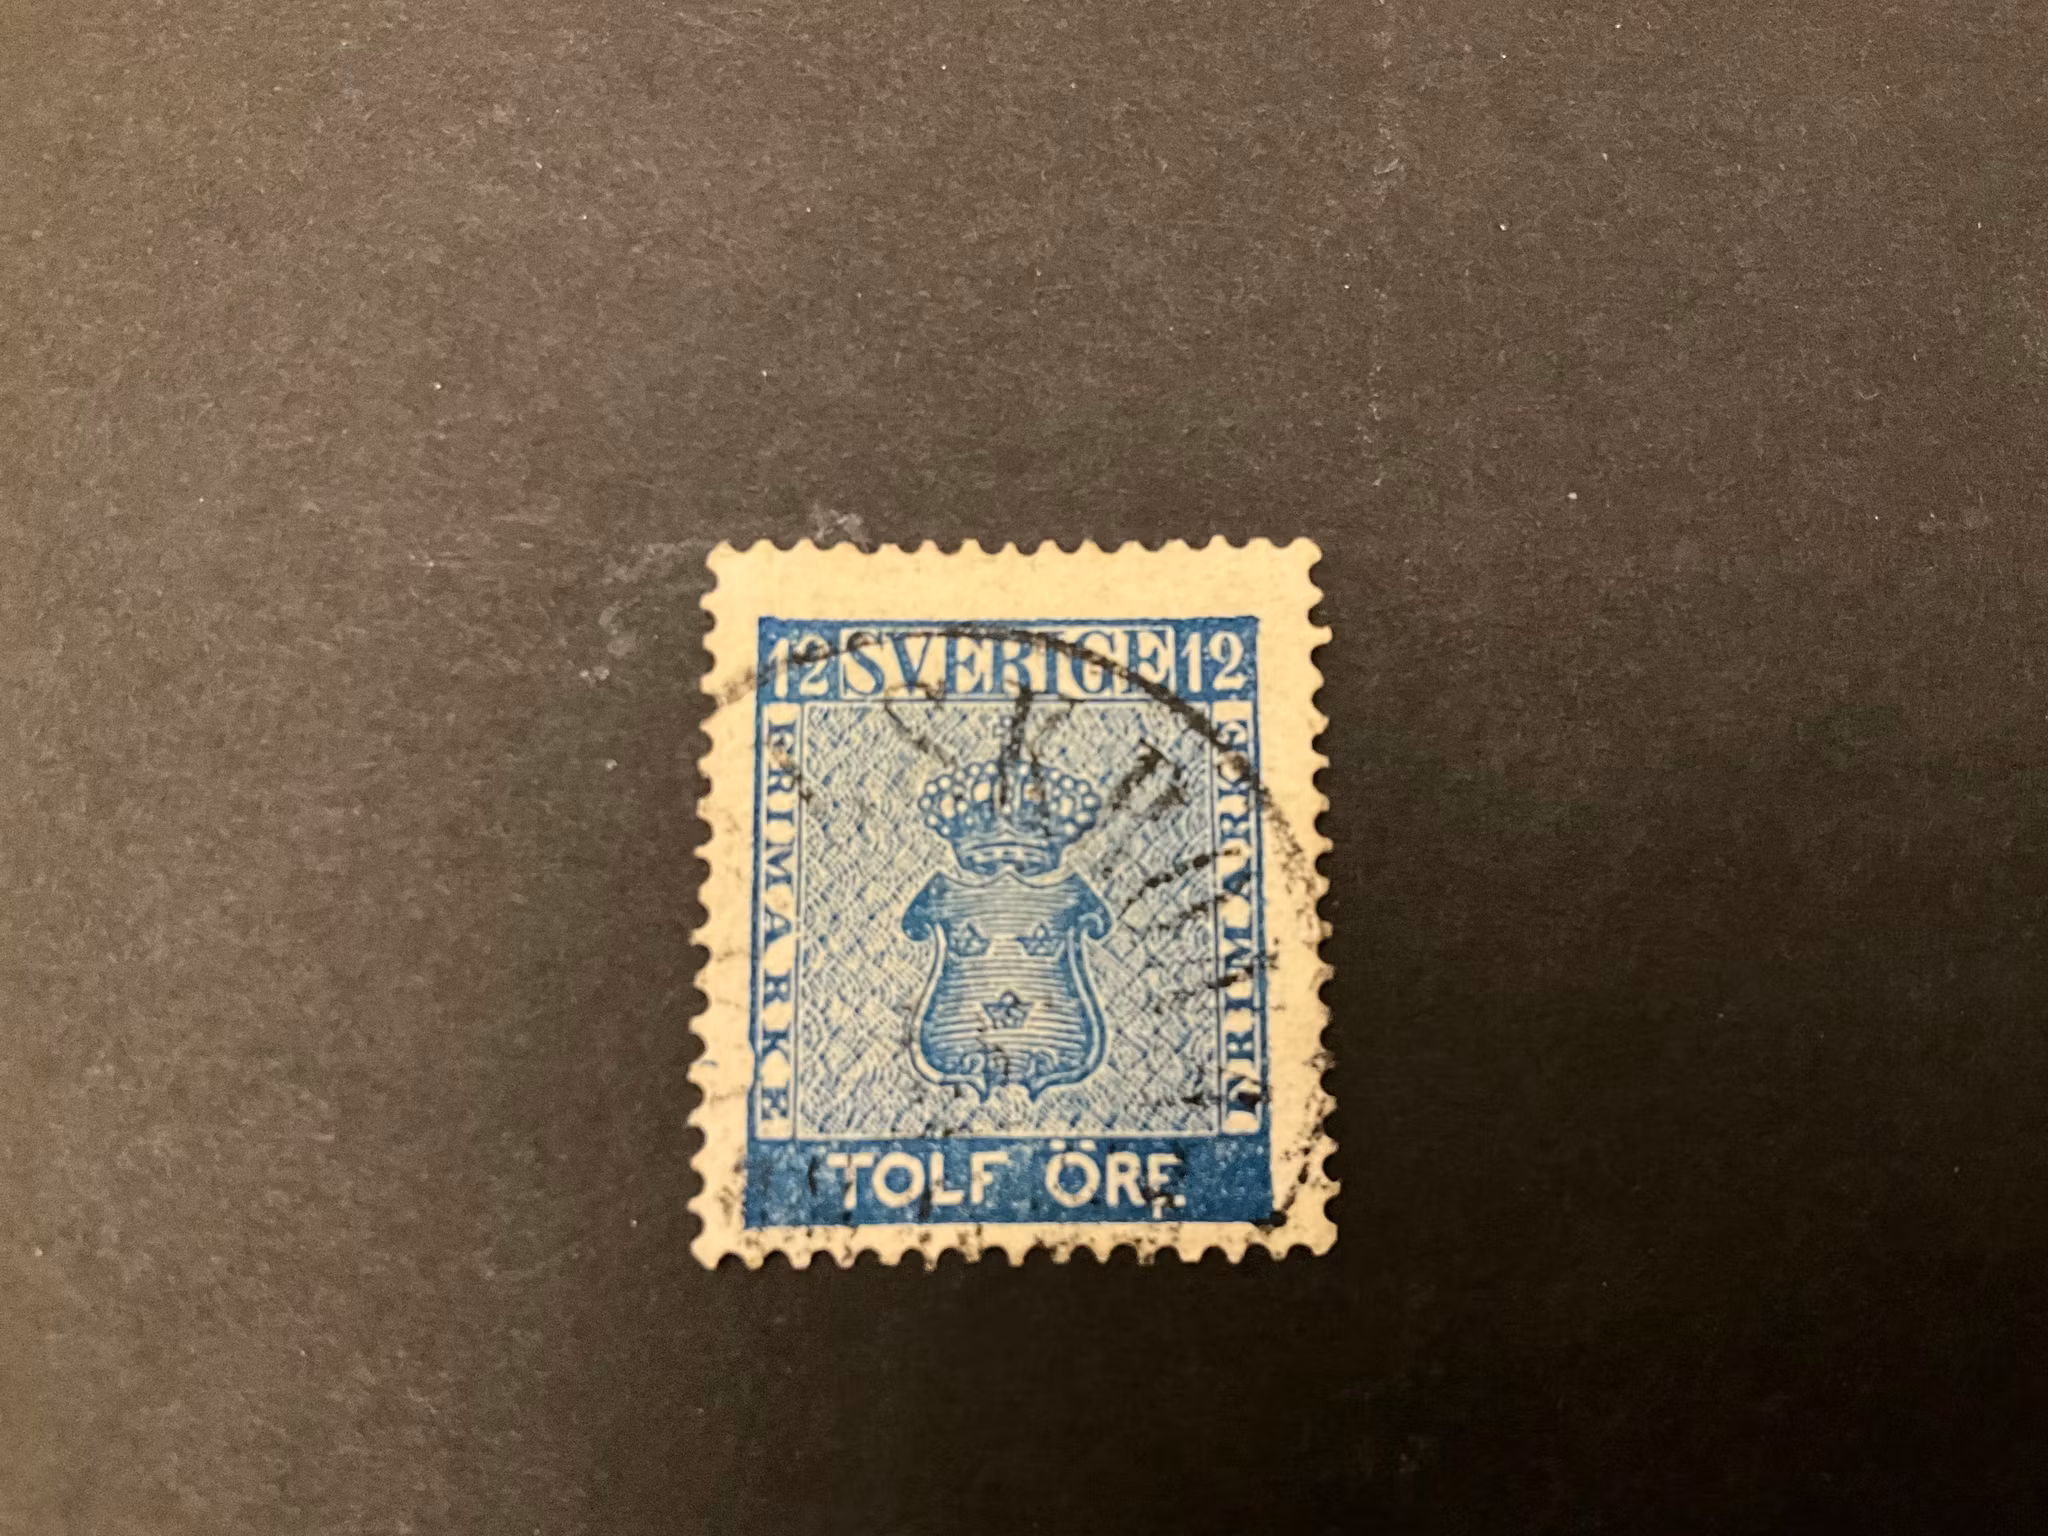 12 SVERIGE 12
FRIMARKE
FRIMARKE
TOLF ÖRE